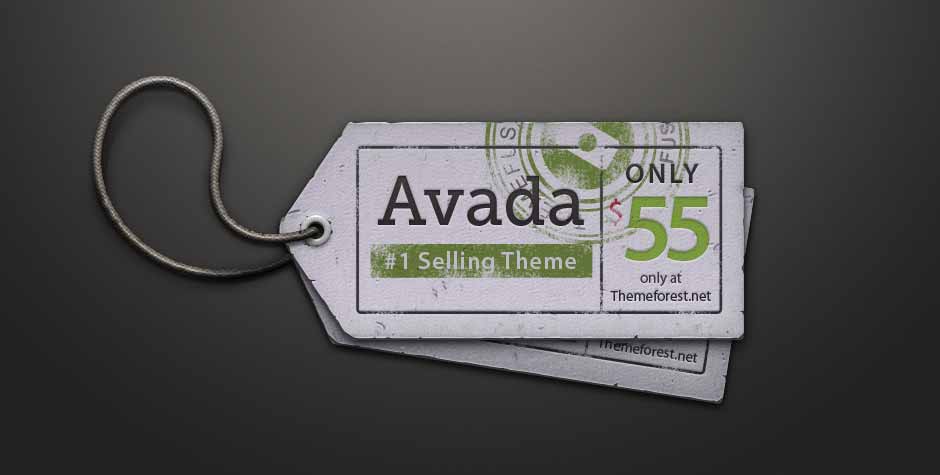 Avada
#1 Selling Theme
ONLY
$55
only at
Themeforest.net
Themeforest.net